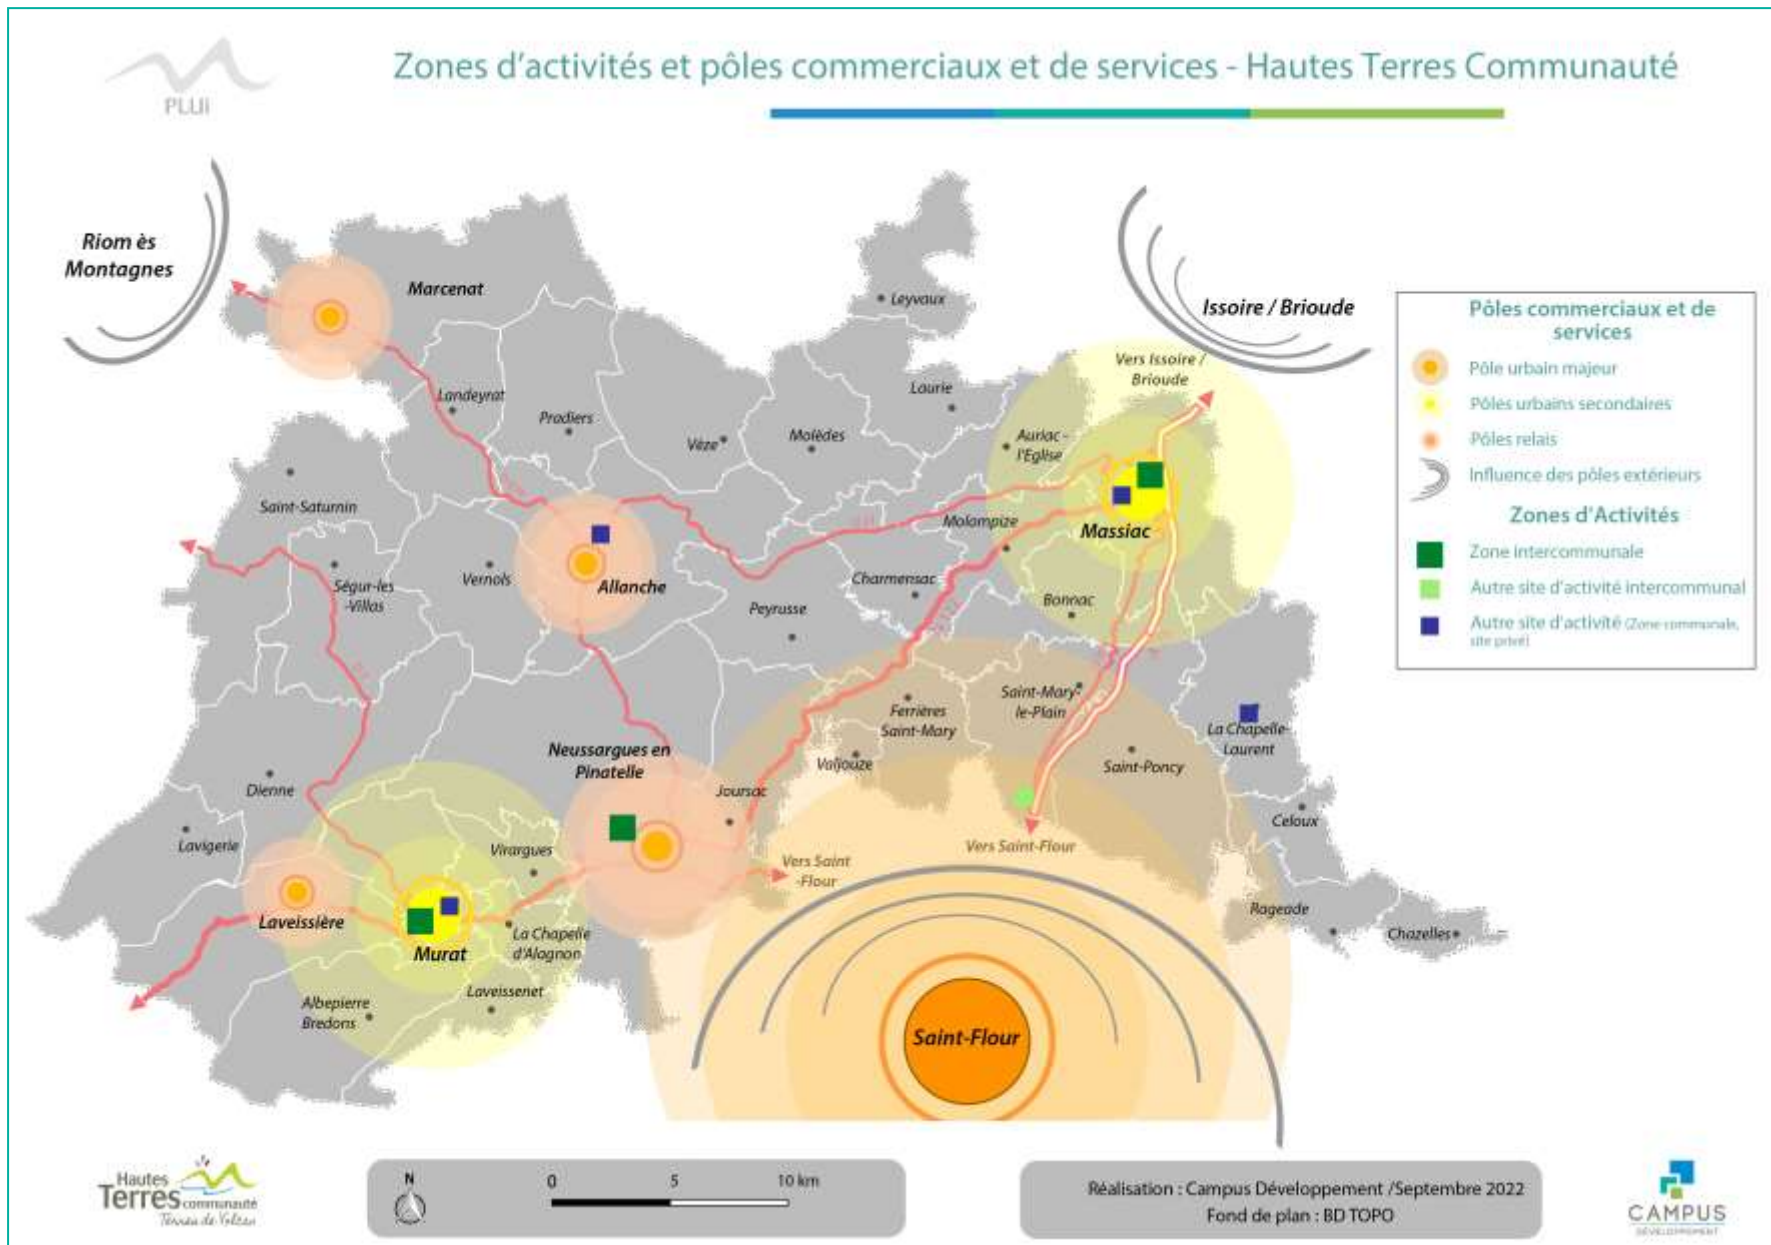 PLUi
Zones d'activités et pôles commerciaux et de services - Hautes Terres Communauté
Riom ès
Montagnes
Marcenat
Leyvaux
Issoire / Brioude
Vers Issoire /
Brioude
Landeyrat
Pradiers
Vèze
Molèdes
Laurie
Auriac -
l'Eglise
Saint-Saturnin
Molompize
Massiac
Ségur-les
-Villas
Vernols
Allanche
Charmensac
Peyrusse
Bonnac
Saint-Mary-
le-Plain
Ferrières
Saint-Mary
La Chapelle-
Laurent
Neussargues en
Pinatelle
Valjouze
Saint-Poncy
Dienne
Joursac
Celoux
Lavigerie
Virargues
Vers Saint
-Flour
Vers Saint-Flour
Laveissière
Murat
La Chapelle
d'Alagnon
Rageade
Chazelles
Albepierre
Bredons
Laveissenet
Saint-Flour
Pôles commerciaux et de
services
Pôle urbain majeur
Pôles urbains secondaires
Pôles relais
Influence des pôles extérieurs
Zones d'Activités
Zone intercommunale
Autre site d'activité intercommunal
Autre site d'activité (Zone communale,
site privé)
Hautes
Terres communauté
N
0 5 10 km
Réalisation : Campus Développement /Septembre 2022
Fond de plan : BD TOPO
CAMPUS
DÉVELOPPEMENT